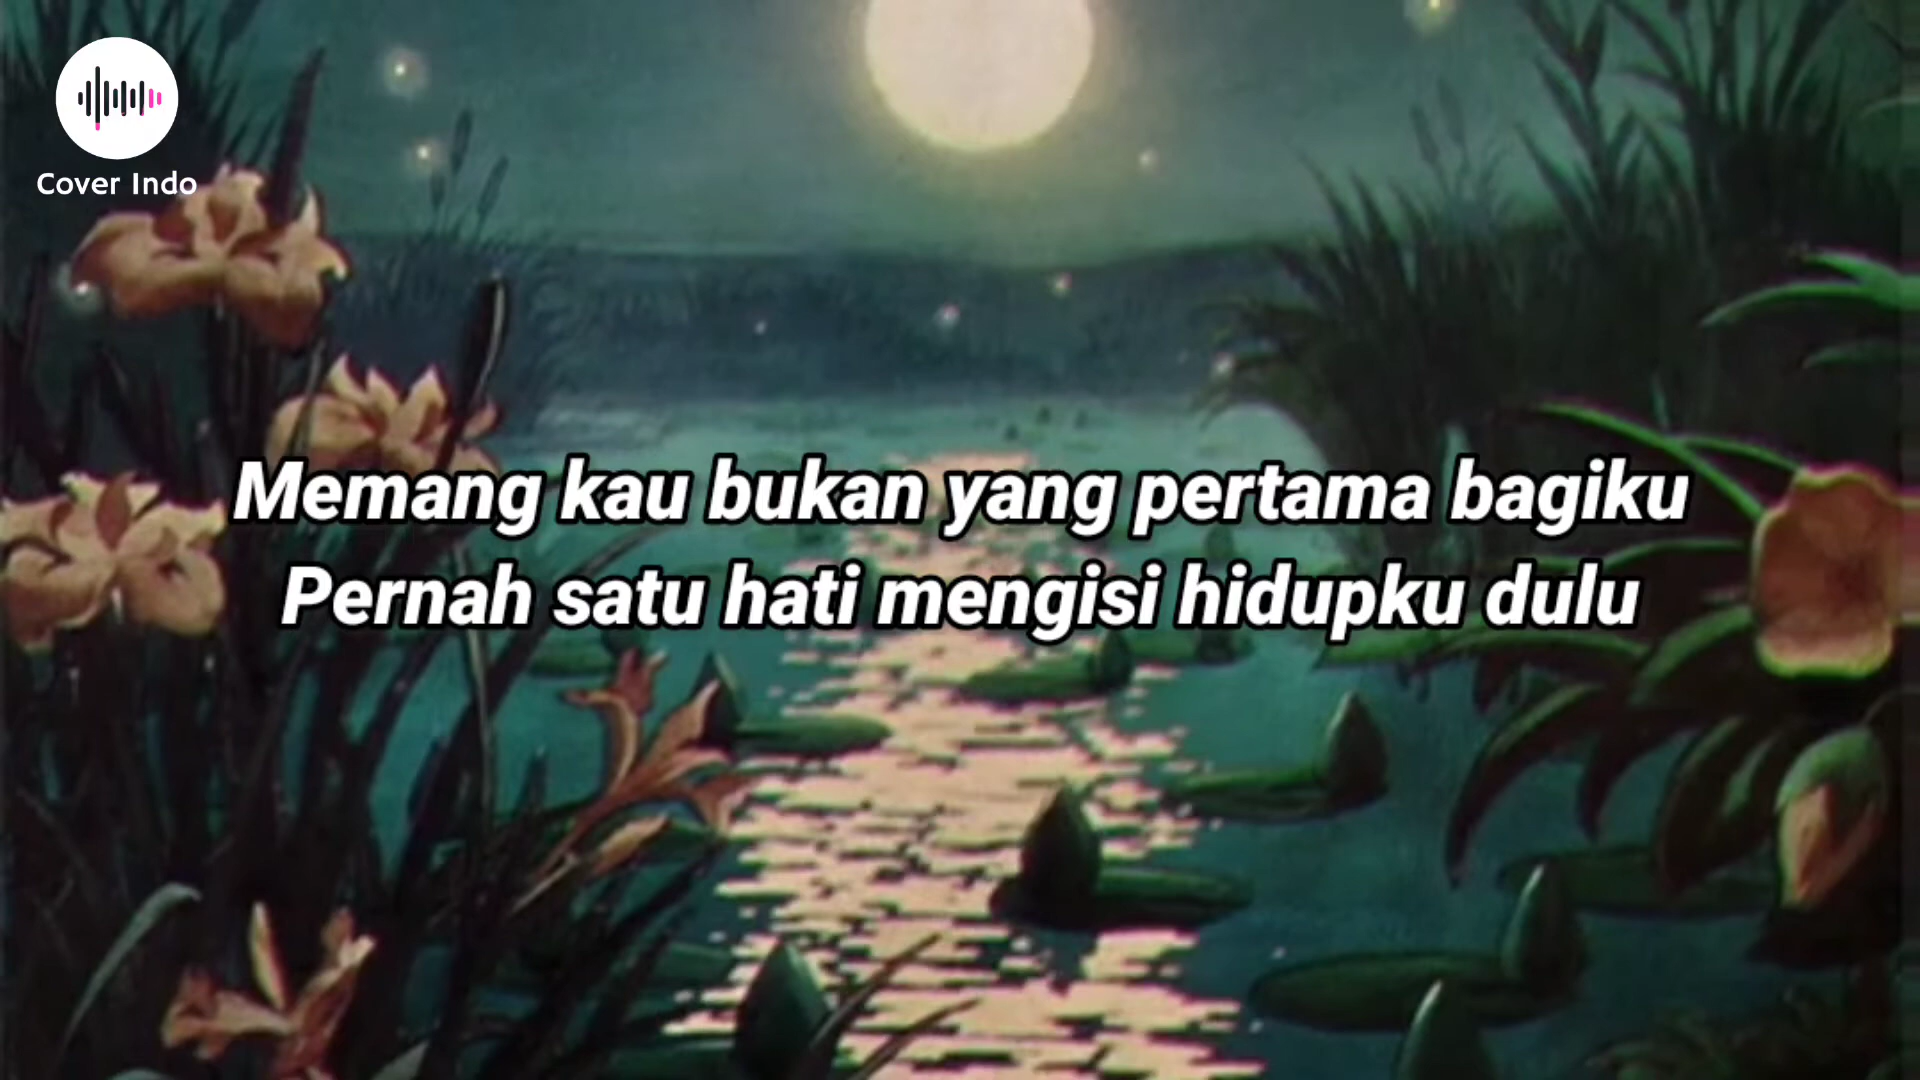 Cover Indo
Memang kau bukan yang pertama bagiku
Pernah satu hati mengisi hidupku dulu